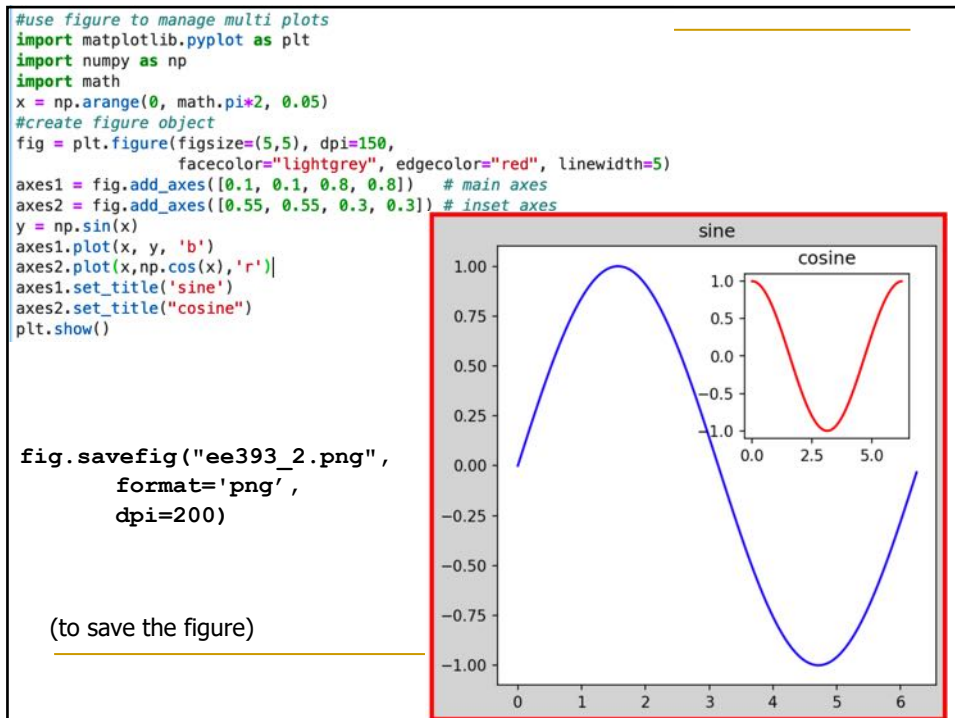 #use figure to manage multi plots
import matplotlib.pyplot as plt
import numpy as np
import math
x = np.arange(0, math.pi*2, 0.05)
#create figure object
fig = plt.figure(figsize=(5,5), dpi=150,
facecolor="lightgrey", edgecolor="red", linewidth=5)
axes1 = fig.add_axes([0.1, 0.1, 0.8, 0.8]) # main axes
axes2 = fig.add_axes([0.55, 0.55, 0.3, 0.3]) # inset axes
y = np.sin(x)
axes1.plot(x, y, 'b')
axes2.plot(x,np.cos(x),'r')
axes1.set_title('sine')
axes2.set_title("cosine")
plt.show()
fig.savefig("ee393_2.png",
format='png’,
dpi=200)
(to save the figure)
sine
1.00
0.75
0.50
0.25
0.00
−0.25
−0.50
−0.75
−1.00
0 1 2 3 4 5 6
cosine
1.0
0.5
0.0
−0.5
−1.0
0.0 2.5 5.0